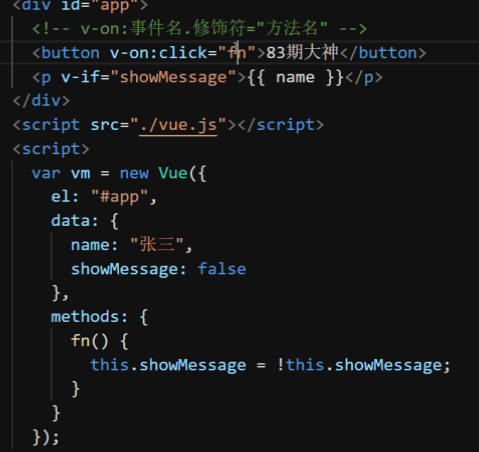 <div id="app">
<!-- v-on:事件名.修饰符="方法名" -->
<button v-on:click="fn">83期大神</button>
<p v-if="showMessage">{{ name }}</p>
</div>
<script src="./vue.js"></script>
<script>
var vm = new Vue({
el: "#app",
data: {
name: "张三",
showMessage: false
},
methods: {
fn() {
this.showMessage = !this.showMessage;
}
}
});